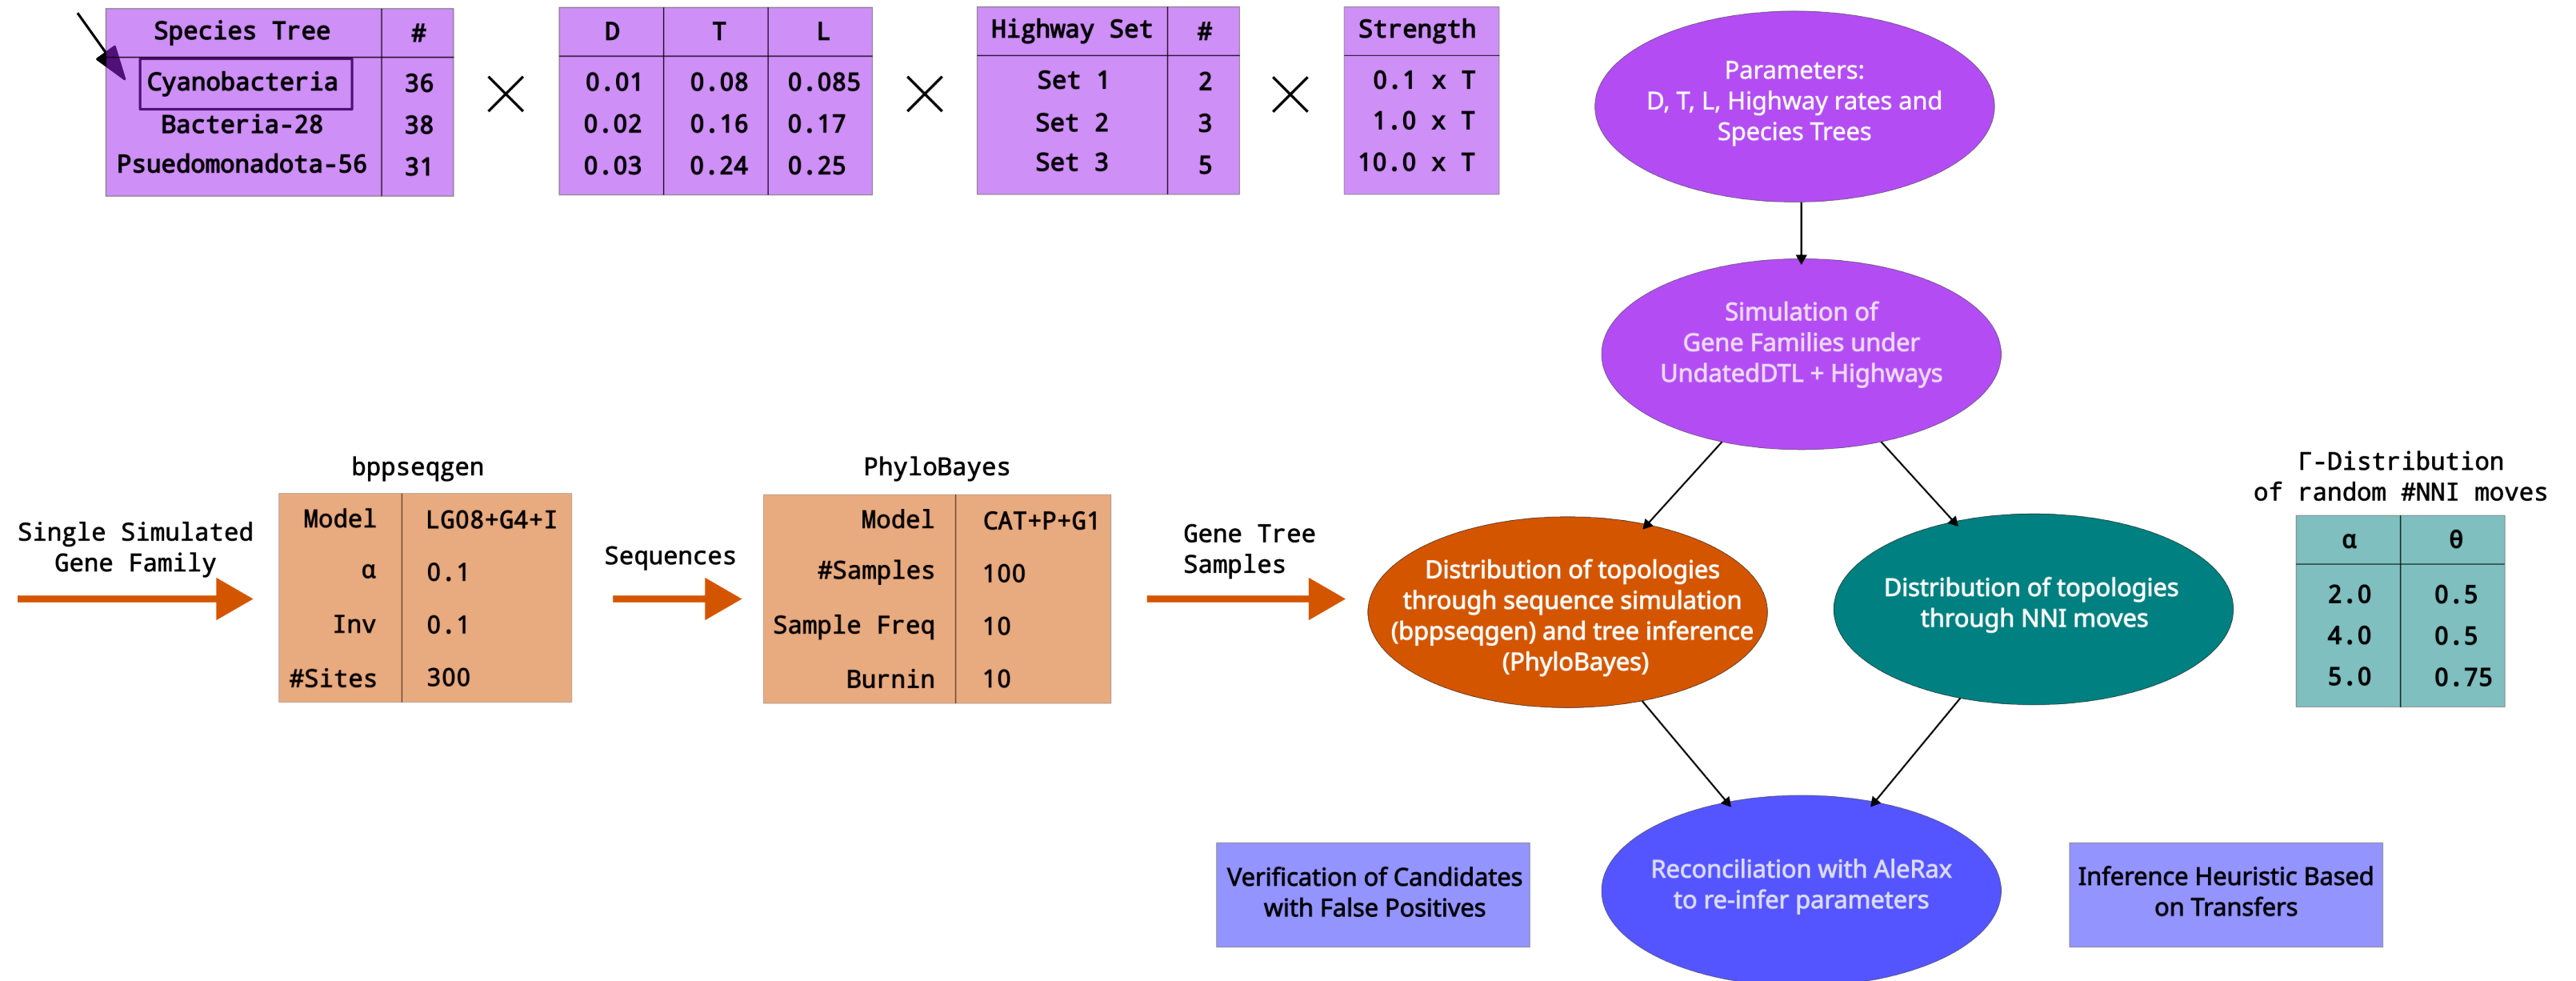 Species Tree #
Cyanobacteria 36
Bacteria-28 38
Psuedomonadota-56 31
D T L
0.01 0.08 0.085
0.02 0.16 0.17
0.03 0.24 0.25
Highway Set #
Set 1 2
Set 2 3
Set 3 5
Strength
0.1 x T
1.0 x T
10.0 x T
Parameters:
D, T, L, Highway rates and
Species Trees
Simulation of
Gene Families under
UndatedDTL + Highways
Single Simulated
Gene Family
bppseqgen
Model LG08+G4+I
α 0.1
Inv 0.1
#Sites 300
Sequences
PhyloBayes
Model CAT+P+G1
#Samples 100
Sample Freq 10
Burnin 10
Gene Tree
Samples
Distribution of topologies
through sequence simulation
(bppseqgen) and tree inference
(PhyloBayes)
Distribution of topologies
through NNI moves
Γ-Distribution
of random #NNI moves
α θ
2.0 0.5
4.0 0.5
5.0 0.75
Verification of Candidates
with False Positives
Reconciliation with AleRax
to re-infer parameters
Inference Heuristic Based
on Transfers